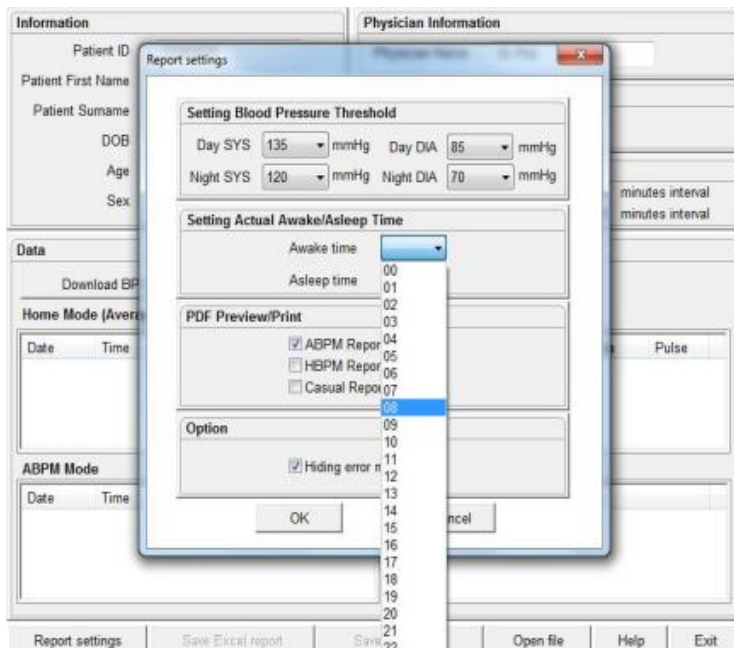 Information
Physician Information
Patient ID
Report settings
Patient First Name
Patient Surname
Setting Blood Pressure Threshold
DOB
Day SYS 135 mmHg Day DIA 85 mmHg
Age
Night SYS 120 mmHg Night DIA 70 mmHg
Sex
minutes interval
minutes interval
Setting Actual Awake/Asleep Time
Data
Awake time
Asleep time
Download BP
Home Mode (Avera
PDF Preview/Print
Date Time Pulse
ABPM Repor
HBPM Repor
Casual Repo
Option
Hiding error
ABPM Mode
Date Time
OK
ncel
00
01
02
03
04
05
06
07
08
09
10
11
12
13
14
15
16
17
18
19
20
21
22
Report settings Save Excel report Save Open file Help Exit